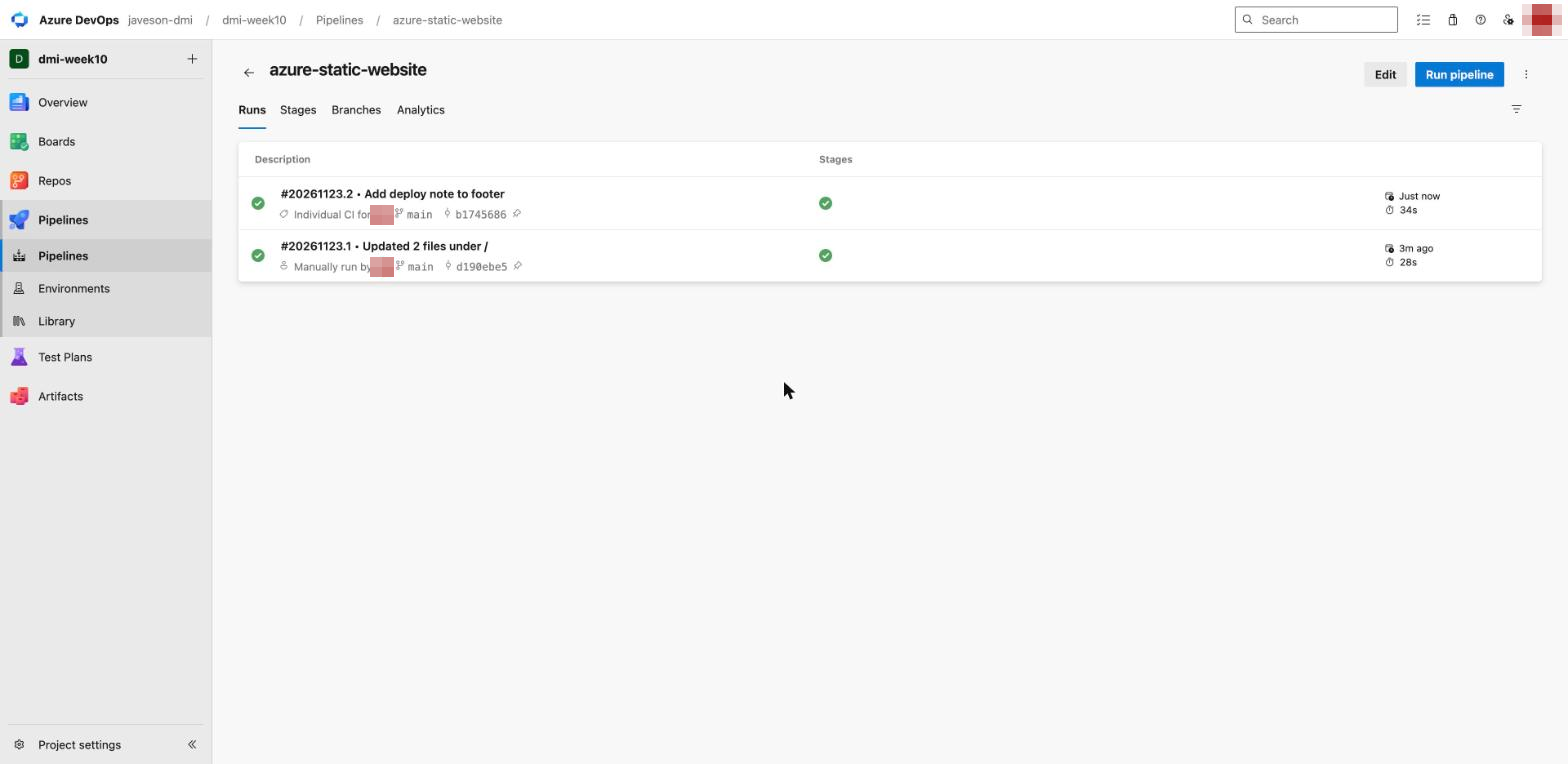 Azure DevOps javeson-dmi / dmi-week10 / Pipelines / azure-static-website Search
D dmi-week10
Overview
Boards
Repos
Pipelines
Pipelines
Environments
Library
Test Plans
Artifacts
Project settings
azure-static-website
Edit Run pipeline
Runs Stages Branches Analytics
Description Stages
#20261123.2 • Add deploy note to footer
Individual CI for main b1745686
Just now
34s
#20261123.1 • Updated 2 files under /
Manually run by main d190ebe5
3m ago
28s